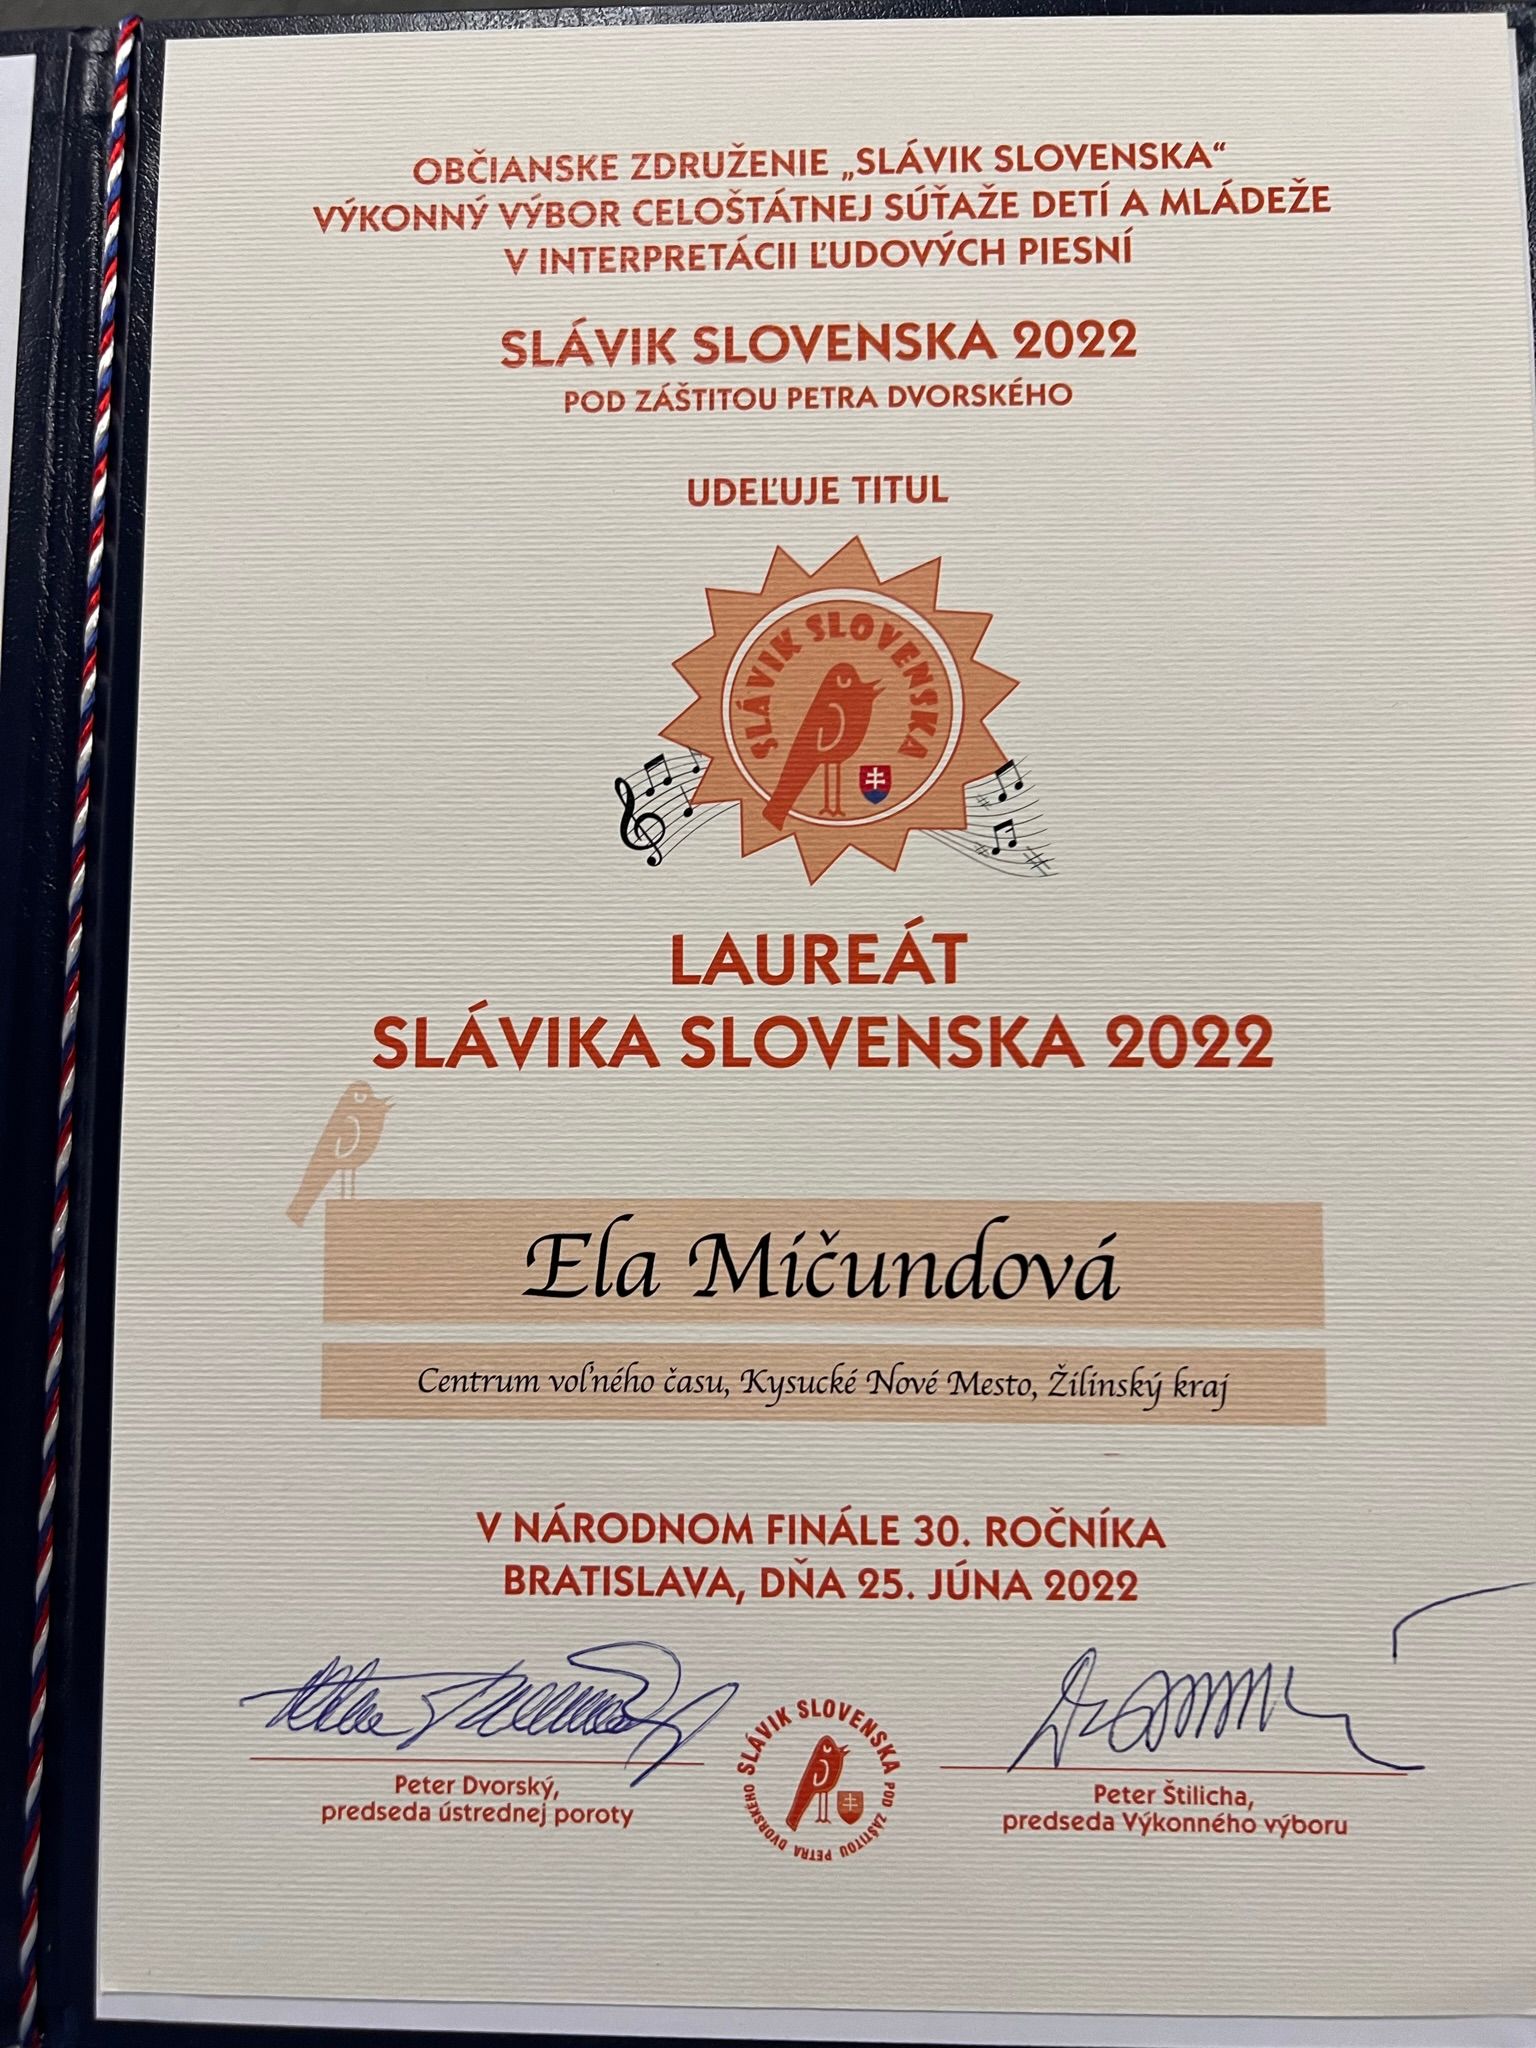 OBČIANSKE ZDRUŽENIE „SLÁVIK SLOVENSKA“
VÝKONNÝ VÝBOR CELOŠTÁTNEJ SÚŤAŽE DETÍ A MLÁDEŽE
V INTERPRETÁCII ĽUDOVÝCH PIESNÍ
SLÁVIK SLOVENSKA 2022
POD ZÁŠTITOU PETRA DVORSKÉHO
UDEĽUJE TITUL
SLÁVIK SLOVENSKA
LAUREÁT
SLÁVIKA SLOVENSKA 2022
Ela Mičundová
Centrum voľného času, Kysucké Nové Mesto, Žilinský kraj
V NÁRODNOM FINÁLE 30. ROČNÍKA
BRATISLAVA, DŇA 25. JÚNA 2022
Peter Dvorský,
predseda ústrednej poroty
SLÁVIK SLOVENSKA
POD ZÁŠTITOU PETRA DVORSKÉHO
Peter Štilicha,
predseda Výkonného výboru